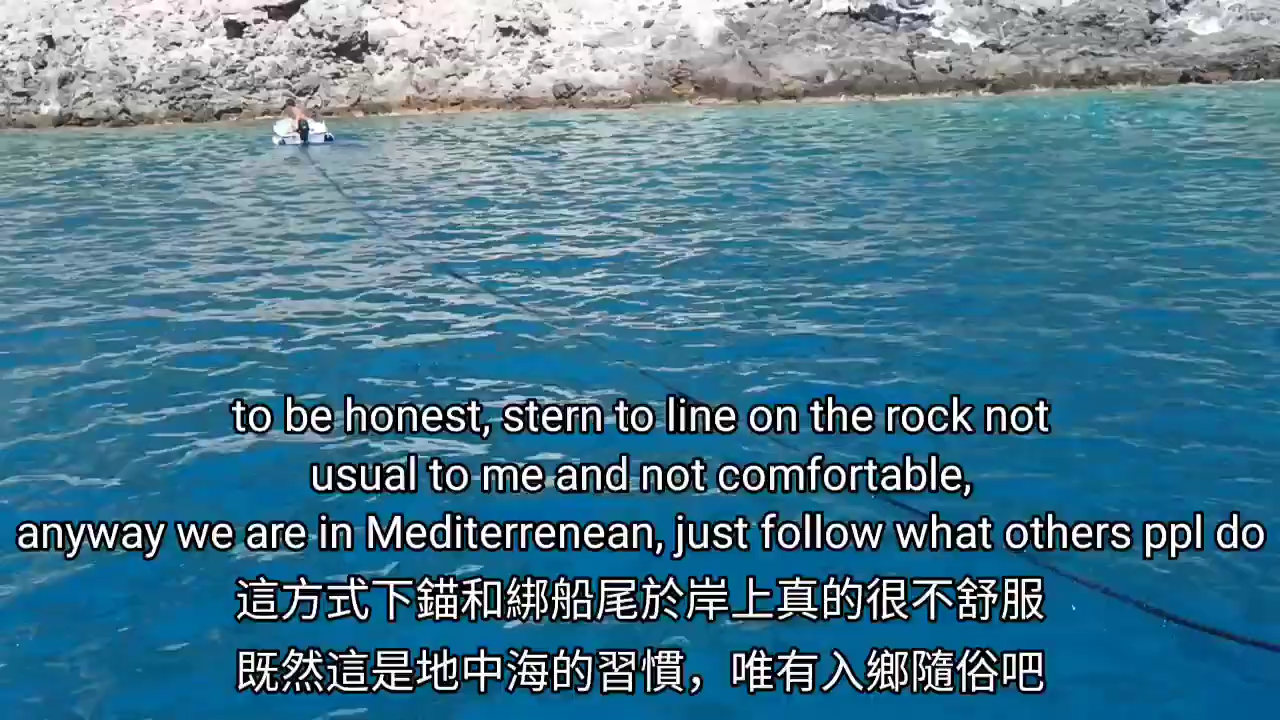 to be honest, stern to line on the rock not
usual to me and not comfortable,
anyway we are in Mediterrenean, just follow what others ppl do
這方式下錨和綁船尾於岸上真的很不舒服
既然這是地中海的習慣，唯有入鄉隨俗吧